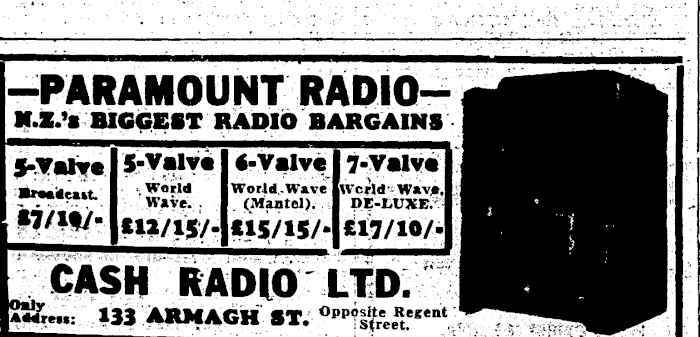 —PARAMOUNT RADIO—
N.Z.'s BIGGEST RADIO BARGAINS
5-Valve
Broadcast.
£7/10/-
5-Valve
World
Wave.
£12/15/-
6-Valve
World Wave
(Mantel).
£15/15/-
7-Valve
World Wave.
DE-LUXE.
£17/10/-
CASH RADIO LTD.
Only
Address:
133 ARMAGH ST.
Opposite Regent
Street.